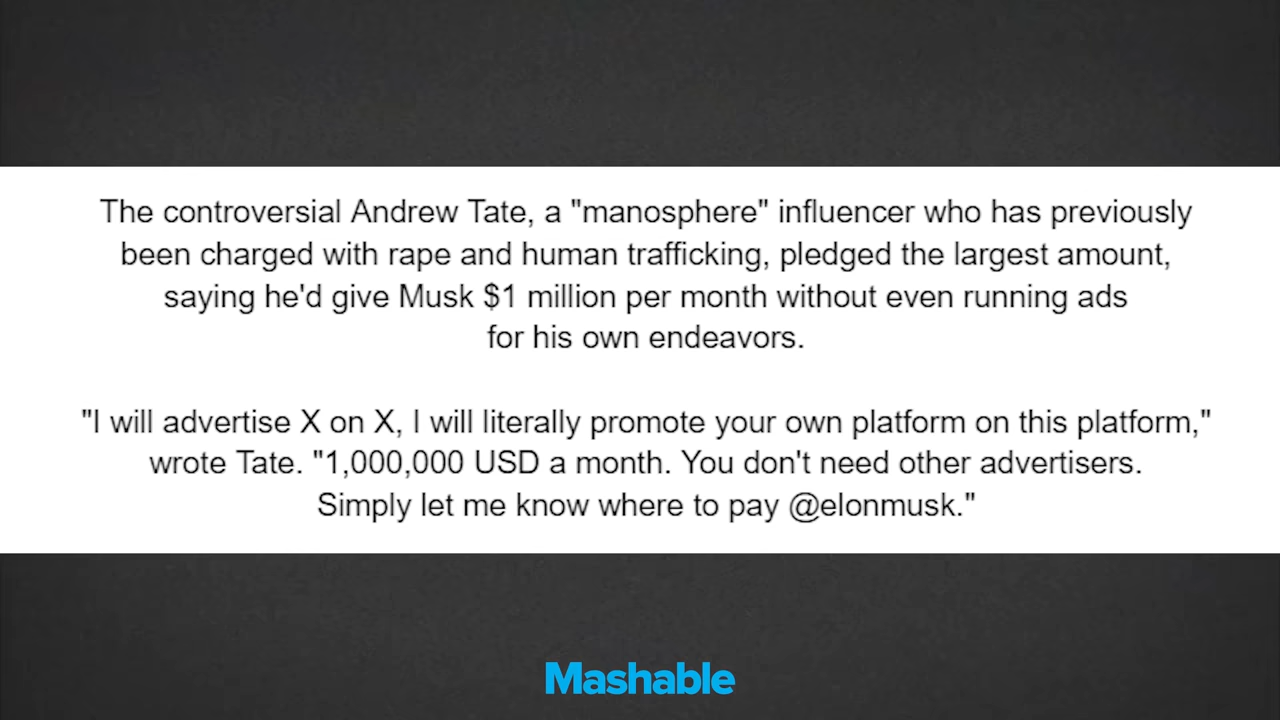 The controversial Andrew Tate, a "manosphere" influencer who has previously
been charged with rape and human trafficking, pledged the largest amount,
saying he'd give Musk $1 million per month without even running ads
for his own endeavors.
"I will advertise X on X, I will literally promote your own platform on this platform,"
wrote Tate. "1,000,000 USD a month. You don't need other advertisers.
Simply let me know where to pay @elonmusk."
Mashable